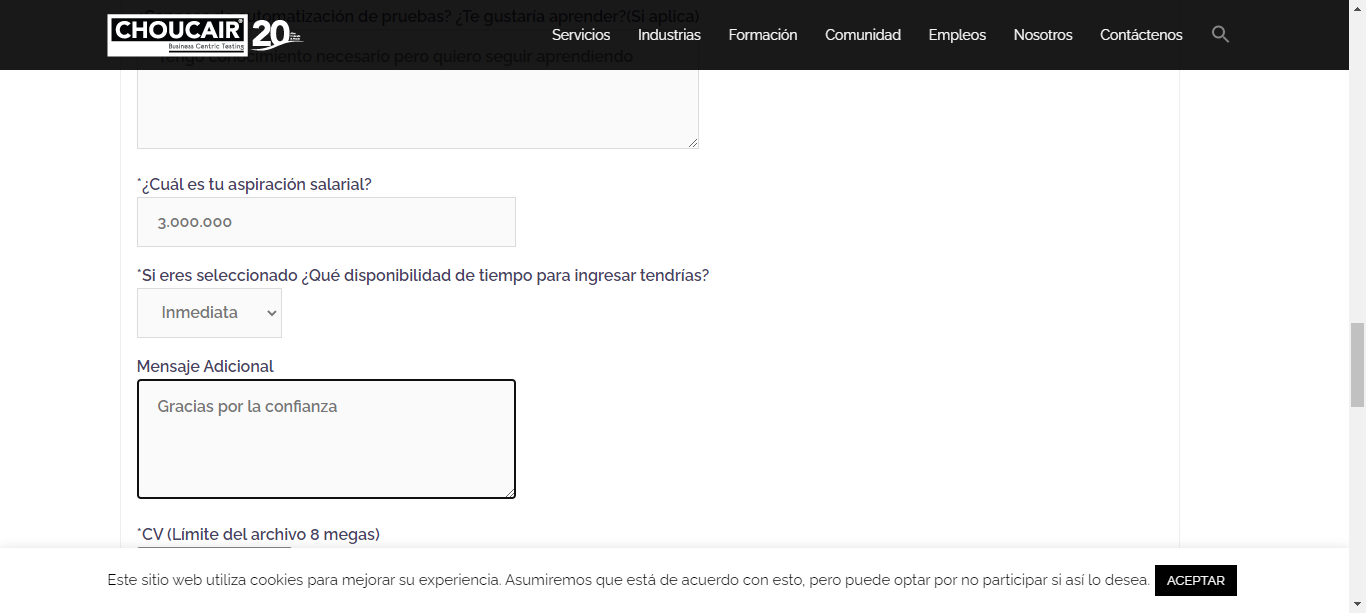 automatización de pruebas? ¿Te gustaría aprender?(Si aplica)
CHOUCAIR®
Business Centric Testing
20
Servicios Industrias Formación Comunidad Empleos Nosotros Contáctenos
Tengo conocimiento necesario pero quiero seguir aprendiendo
*¿Cuál es tu aspiración salarial?
3.000.000
*Si eres seleccionado ¿Qué disponibilidad de tiempo para ingresar tendrías?
Inmediata
Mensaje Adicional
Gracias por la confianza
*CV (Límite del archivo 8 megas)
Este sitio web utiliza cookies para mejorar su experiencia. Asumiremos que está de acuerdo con esto, pero puede optar por no participar si así lo desea. ACEPTAR